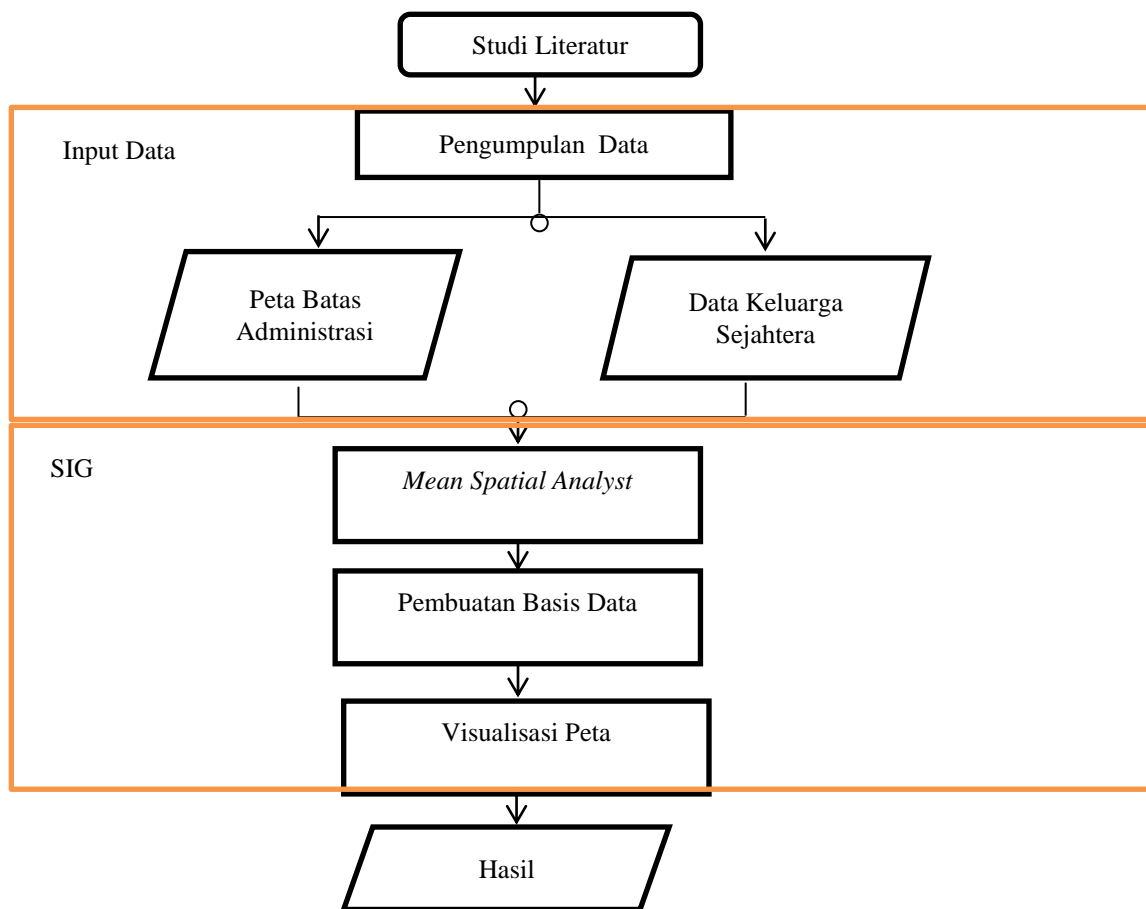 Studi Literatur
Input Data
Pengumpulan Data
Peta Batas
Administrasi
Data Keluarga
Sejahtera
SIG
Mean Spatial Analyst
Pembuatan Basis Data
Visualisasi Peta
Hasil